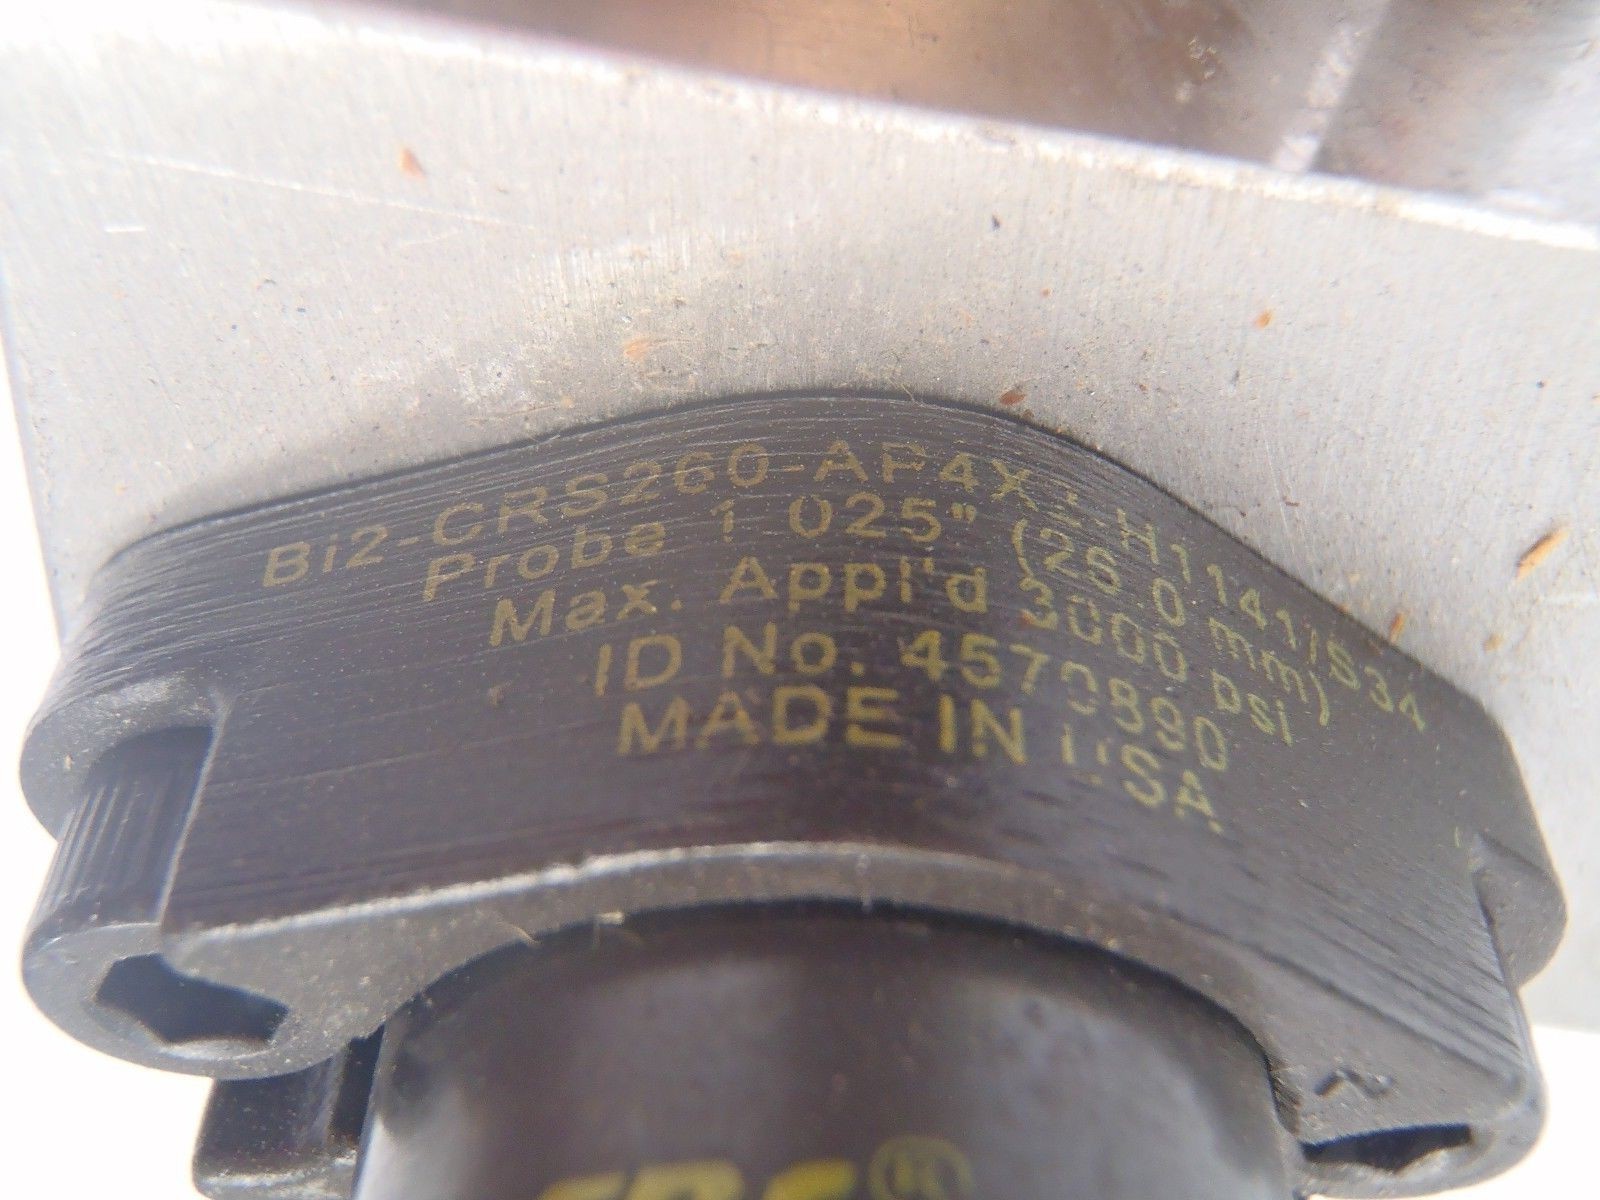 Bi2-CRS260-AP4X2-H1141/S34
Probe 1.025" (26.0 mm)
Max. Appl'd 3000 psi
ID No. 4570890
MADE IN USA